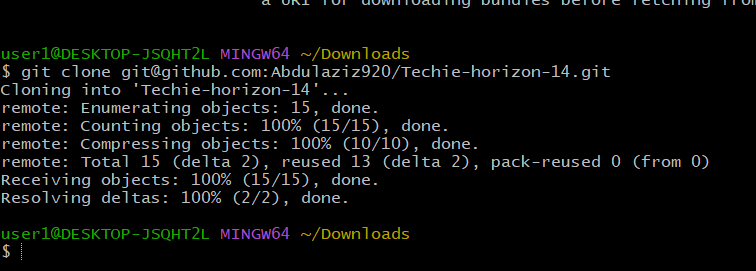 a URI for downloading bundles before fetching from
user1@DESKTOP-JSQHT2L MINGW64 ~/Downloads
$ git clone git@github.com:Abdulaziz920/Techie-horizon-14.git
Cloning into 'Techie-horizon-14'...
remote: Enumerating objects: 15, done.
remote: Counting objects: 100% (15/15), done.
remote: Compressing objects: 100% (10/10), done.
remote: Total 15 (delta 2), reused 13 (delta 2), pack-reused 0 (from 0)
Receiving objects: 100% (15/15), done.
Resolving deltas: 100% (2/2), done.
user1@DESKTOP-JSQHT2L MINGW64 ~/Downloads
$